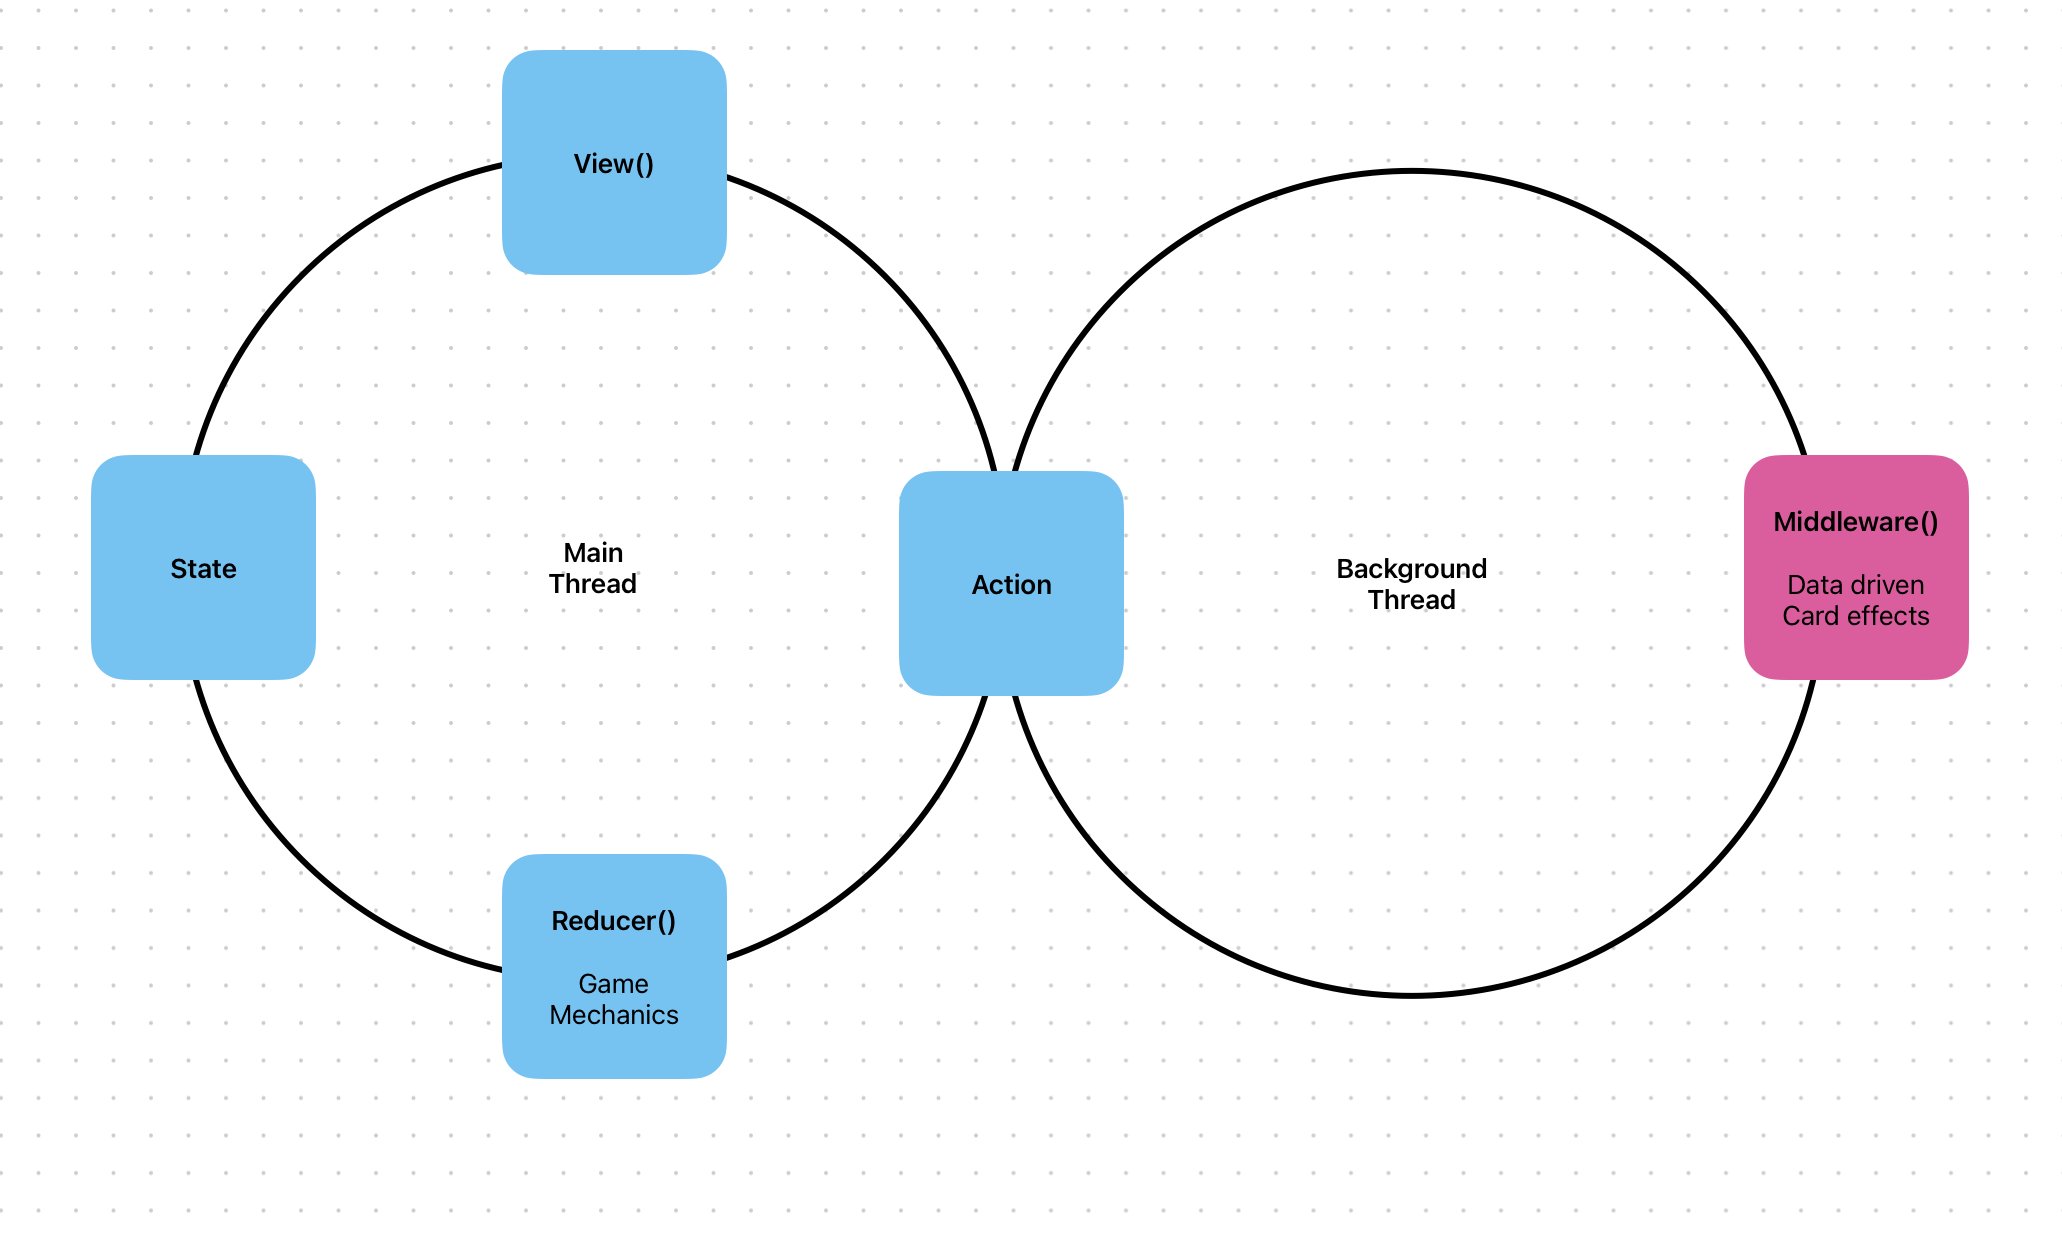 View()
State
Main
Thread
Action
Background
Thread
Middleware()
Data driven
Card effects
Reducer()
Game
Mechanics